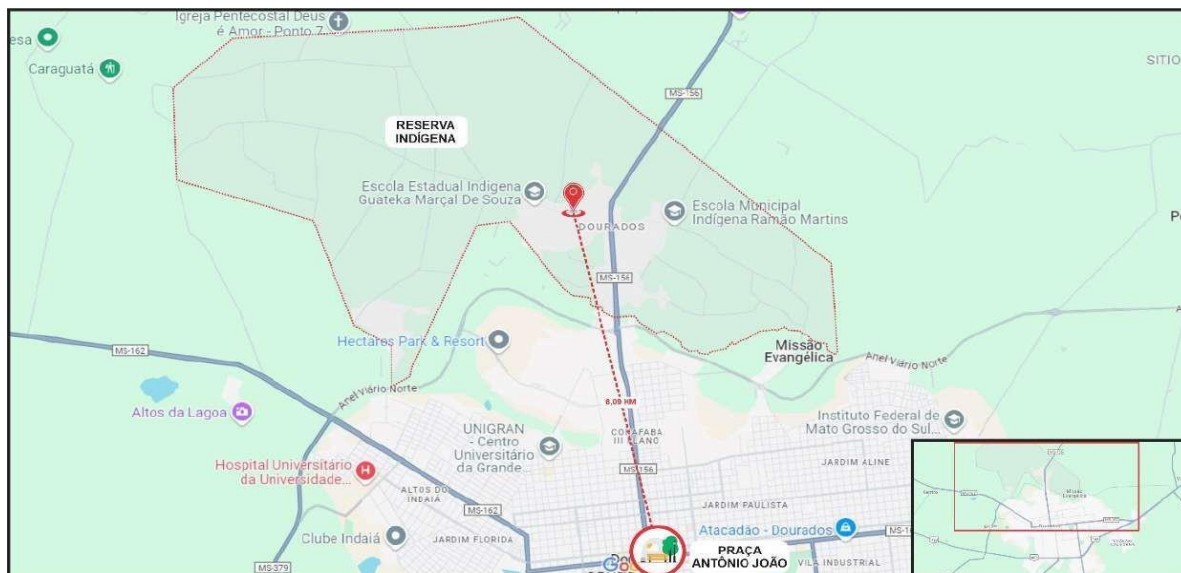 Igreja Pentecostal Deus
é Amor - Ponto 7
esa
Caraguatá
SITIO
MS-156
RESERVA
INDÍGENA
Escola Estadual Indigena
Guateka Marçal De Souza
Escola Municipal
Indígena Ramão Martins
DOURADOS
MS-156
MS-162
Hectares Park & Resort
Missão
Evangélica
Anel Viário Norte
Anel Viário Norte
Altos da Lagoa
UNIGRAN -
Centro
Universitário
da Grande...
Instituto Federal de
Mato Grosso do Sul...
Hospital Universitário
da Universidade...
MS-156
JARDIM ALINE
ALTOS DO
INDAIÁ
MS-162
JARDIM PAULISTA
Clube Indaiá
JARDIM FLORIDA
Atacadão - Dourados
PRAÇA
ANTÔNIO JOÃO
VILA INDUSTRIAL
MS-379